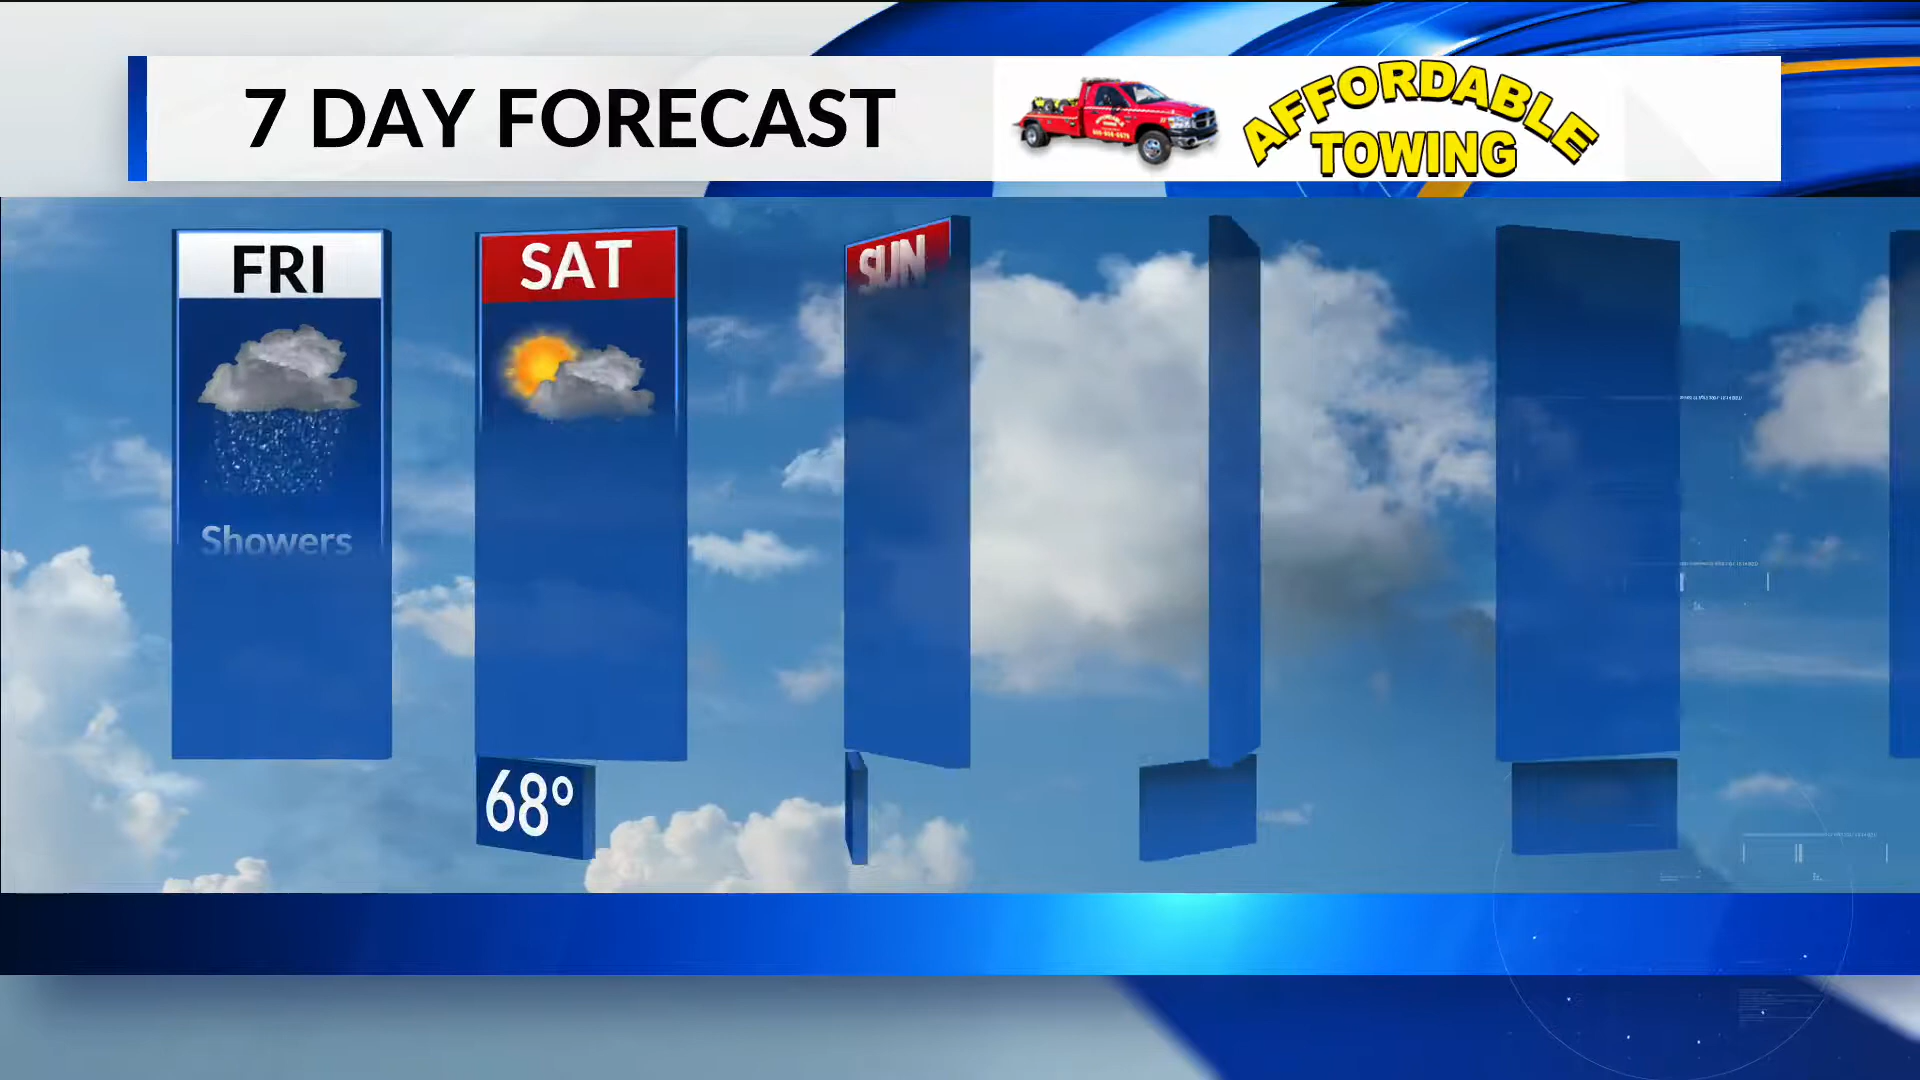 7 DAY FORECAST
AFFORDABLE
TOWING
FRI
SAT
SUN
Showers
68°